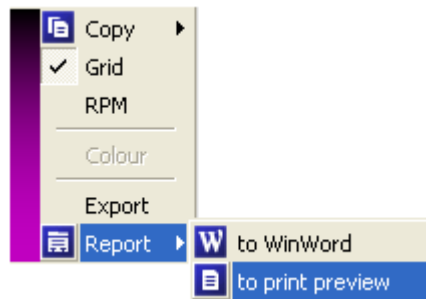 Copy
Grid
RPM
Colour
Export
Report
W to WinWord
to print preview